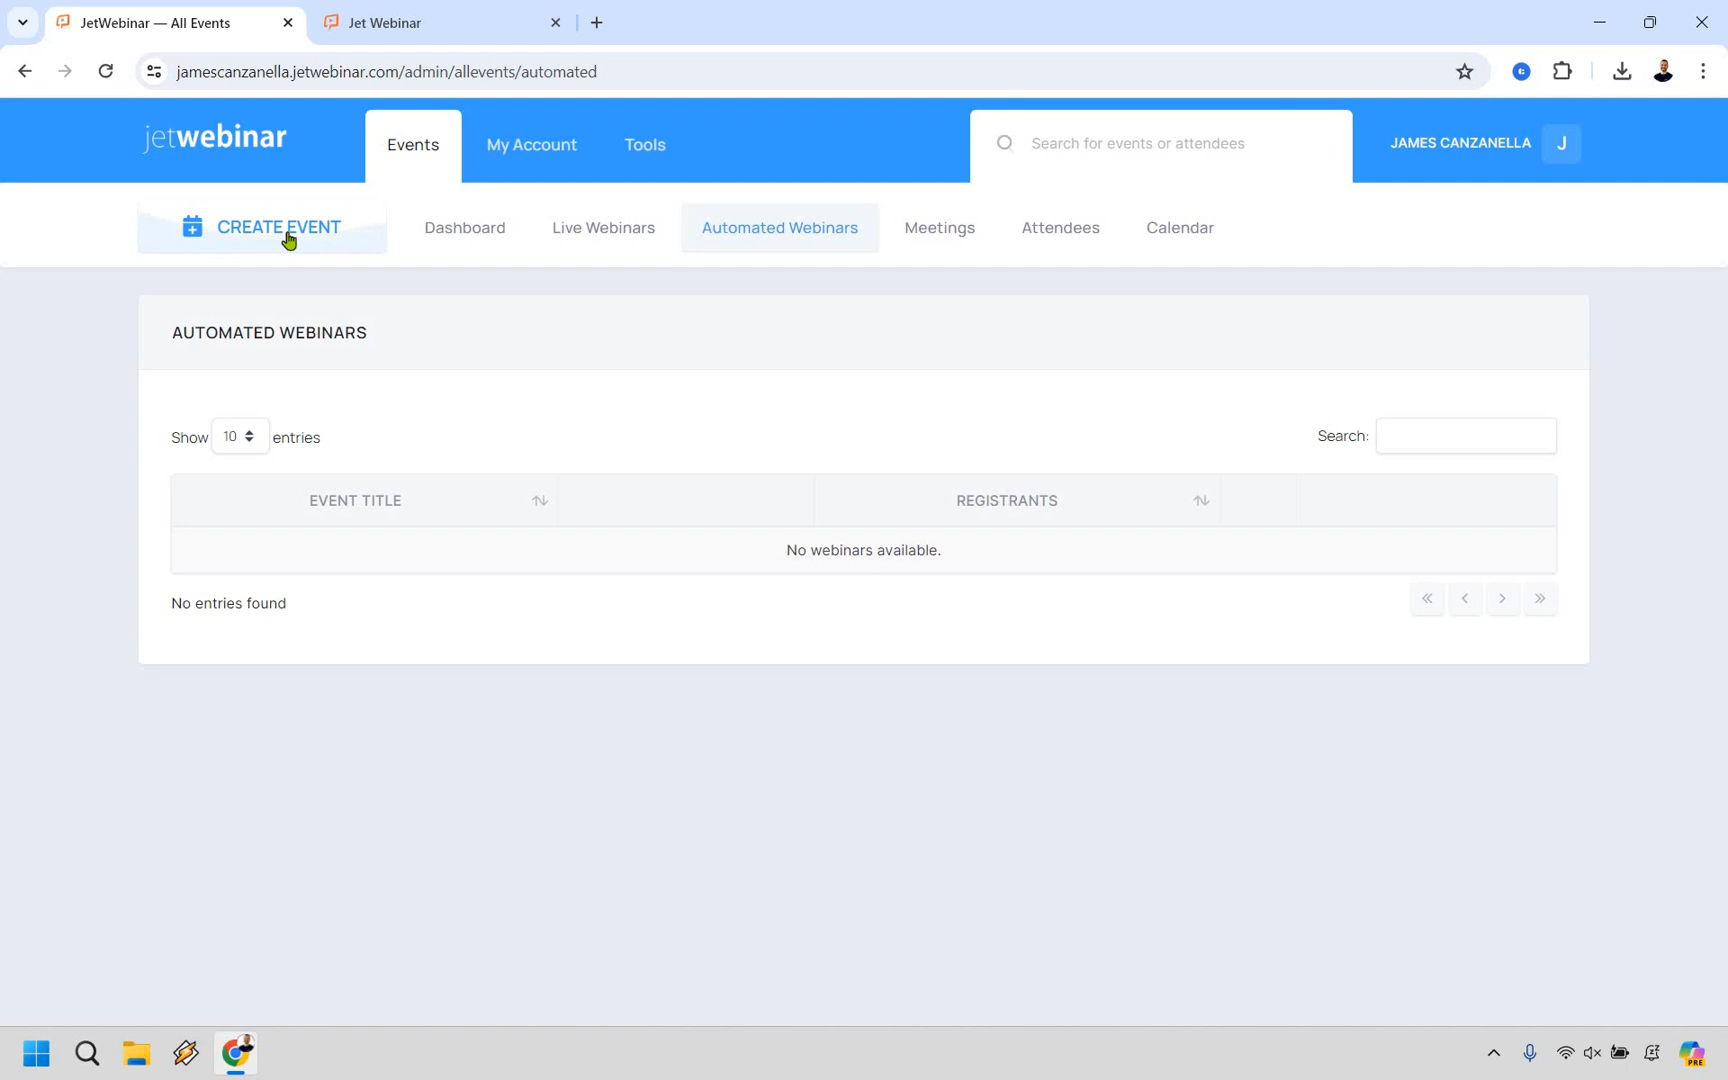 JetWebinar — All Events
Jet Webinar
jamescanzanella.jetwebinar.com/admin/allevents/automated
jetwebinar
Events
My Account
Tools
Search for events or attendees
JAMES CANZANELLA
J
CREATE EVENT
Dashboard
Live Webinars
Automated Webinars
Meetings
Attendees
Calendar
AUTOMATED WEBINARS
Show 10 entries
Search:
EVENT TITLE
REGISTRANTS
No webinars available.
No entries found
PRE